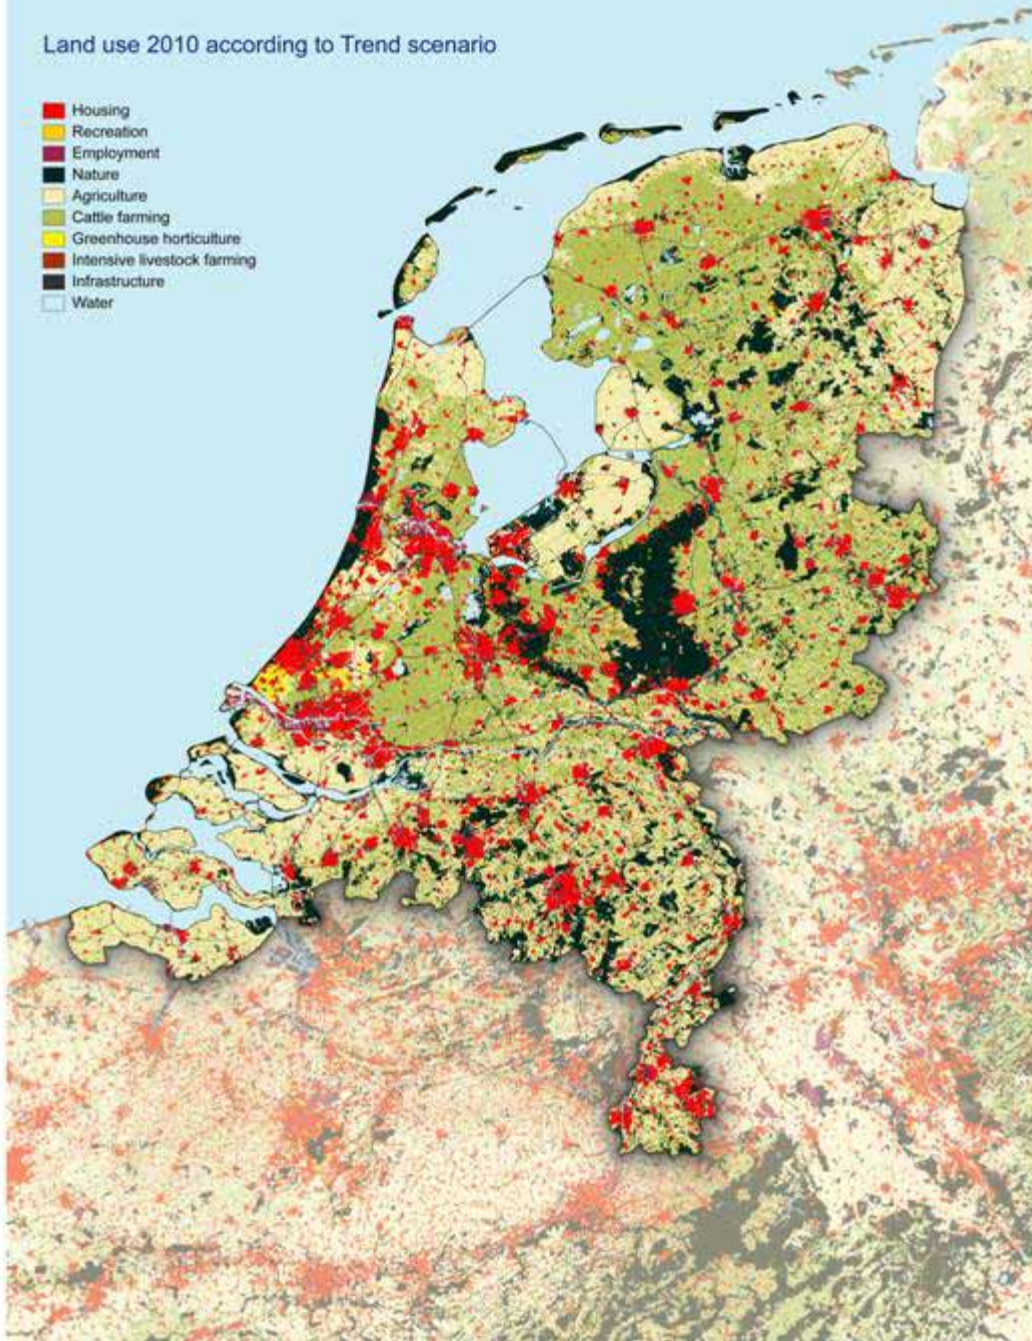 Land use 2010 according to Trend scenario
Housing
Recreation
Employment
Nature
Agriculture
Cattle farming
Greenhouse horticulture
Intensive livestock farming
Infrastructure
Water